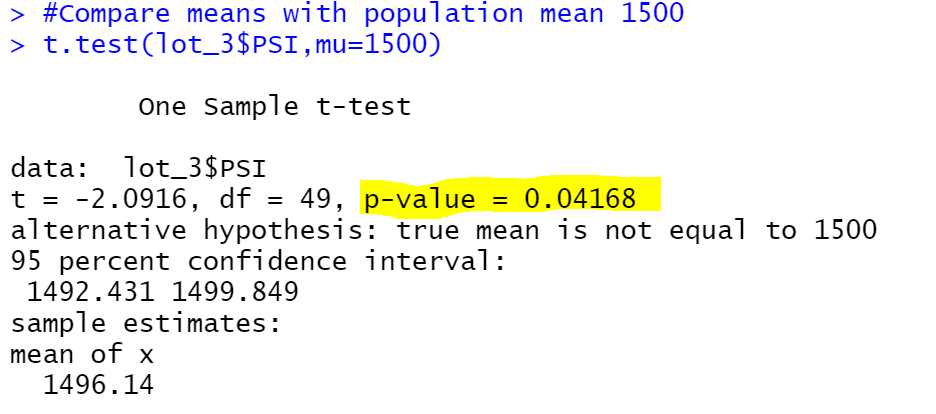 > #Compare means with population mean 1500
> t.test(lot_3$PSI,mu=1500)
One Sample t-test
data:  lot_3$PSI
t = -2.0916, df = 49, p-value = 0.04168
alternative hypothesis: true mean is not equal to 1500
95 percent confidence interval:
1492.431 1499.849
sample estimates:
mean of x
1496.14